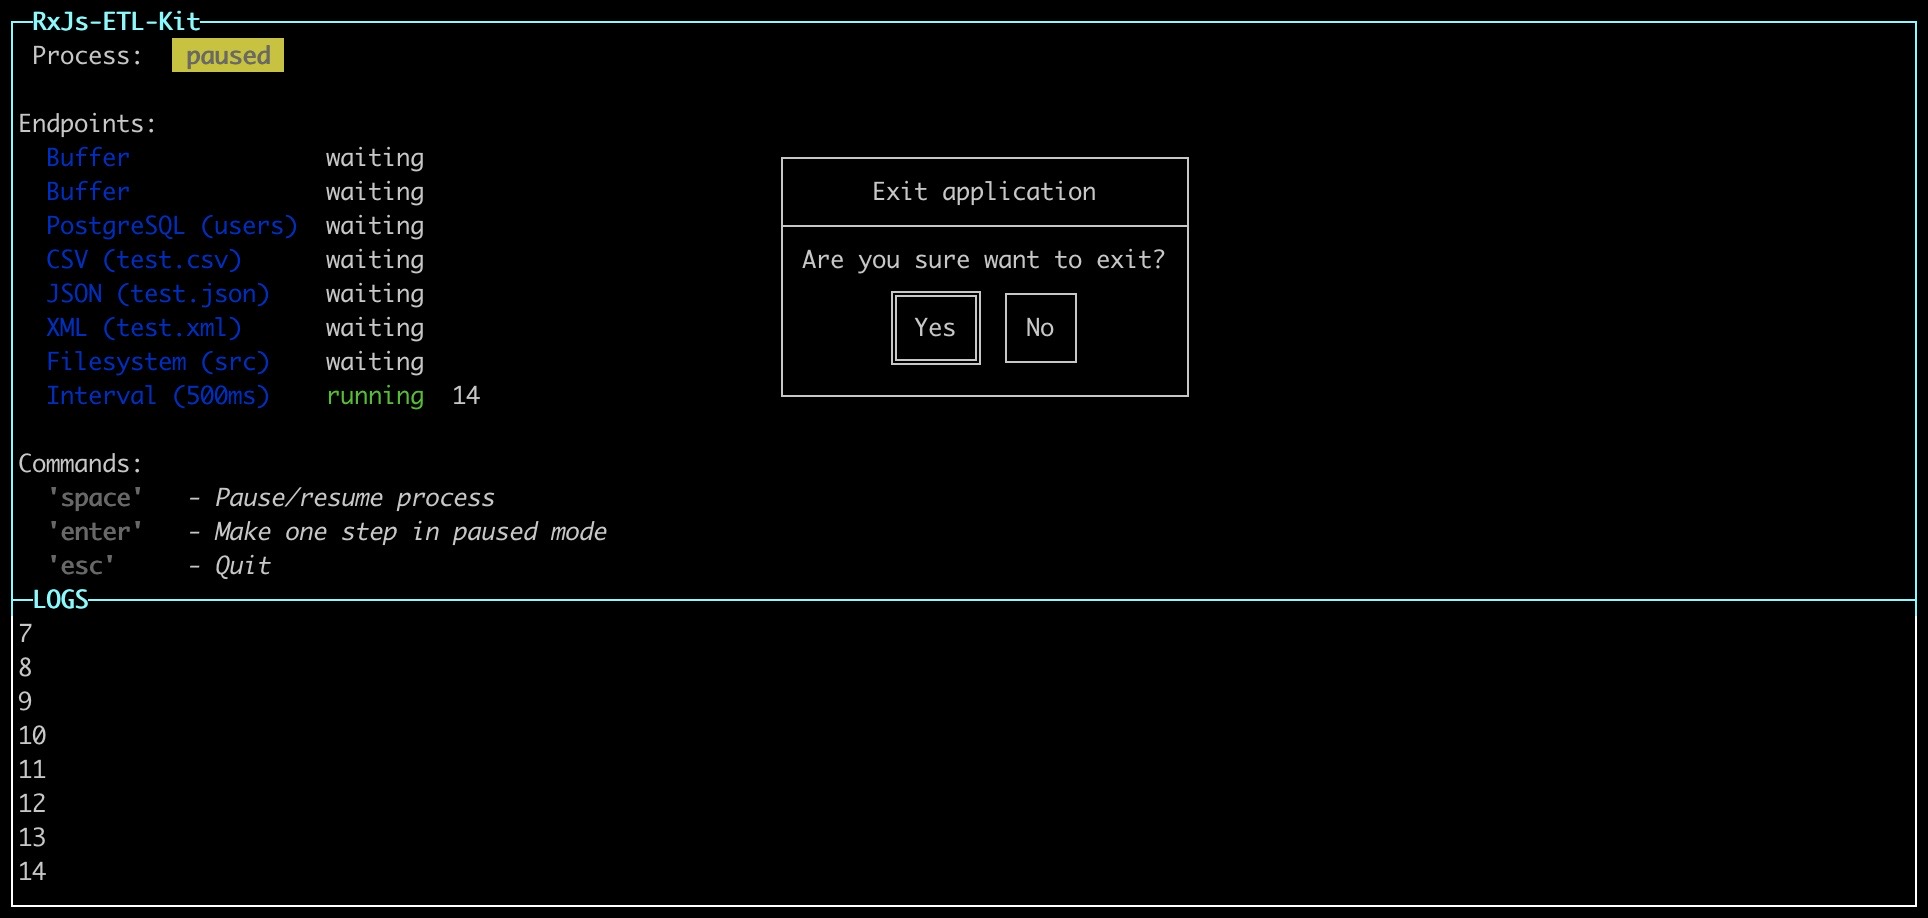 RxJs-ETL-Kit
Process: paused
Endpoints:
Buffer waiting
Buffer waiting
PostgreSQL (users) waiting
CSV (test.csv) waiting
JSON (test.json) waiting
XML (test.xml) waiting
Filesystem (src) waiting
Interval (500ms) running 14
Exit application
Are you sure want to exit?
Yes No
Commands:
'space' - Pause/resume process
'enter' - Make one step in paused mode
'esc' - Quit
LOGS
7
8
9
10
11
12
13
14